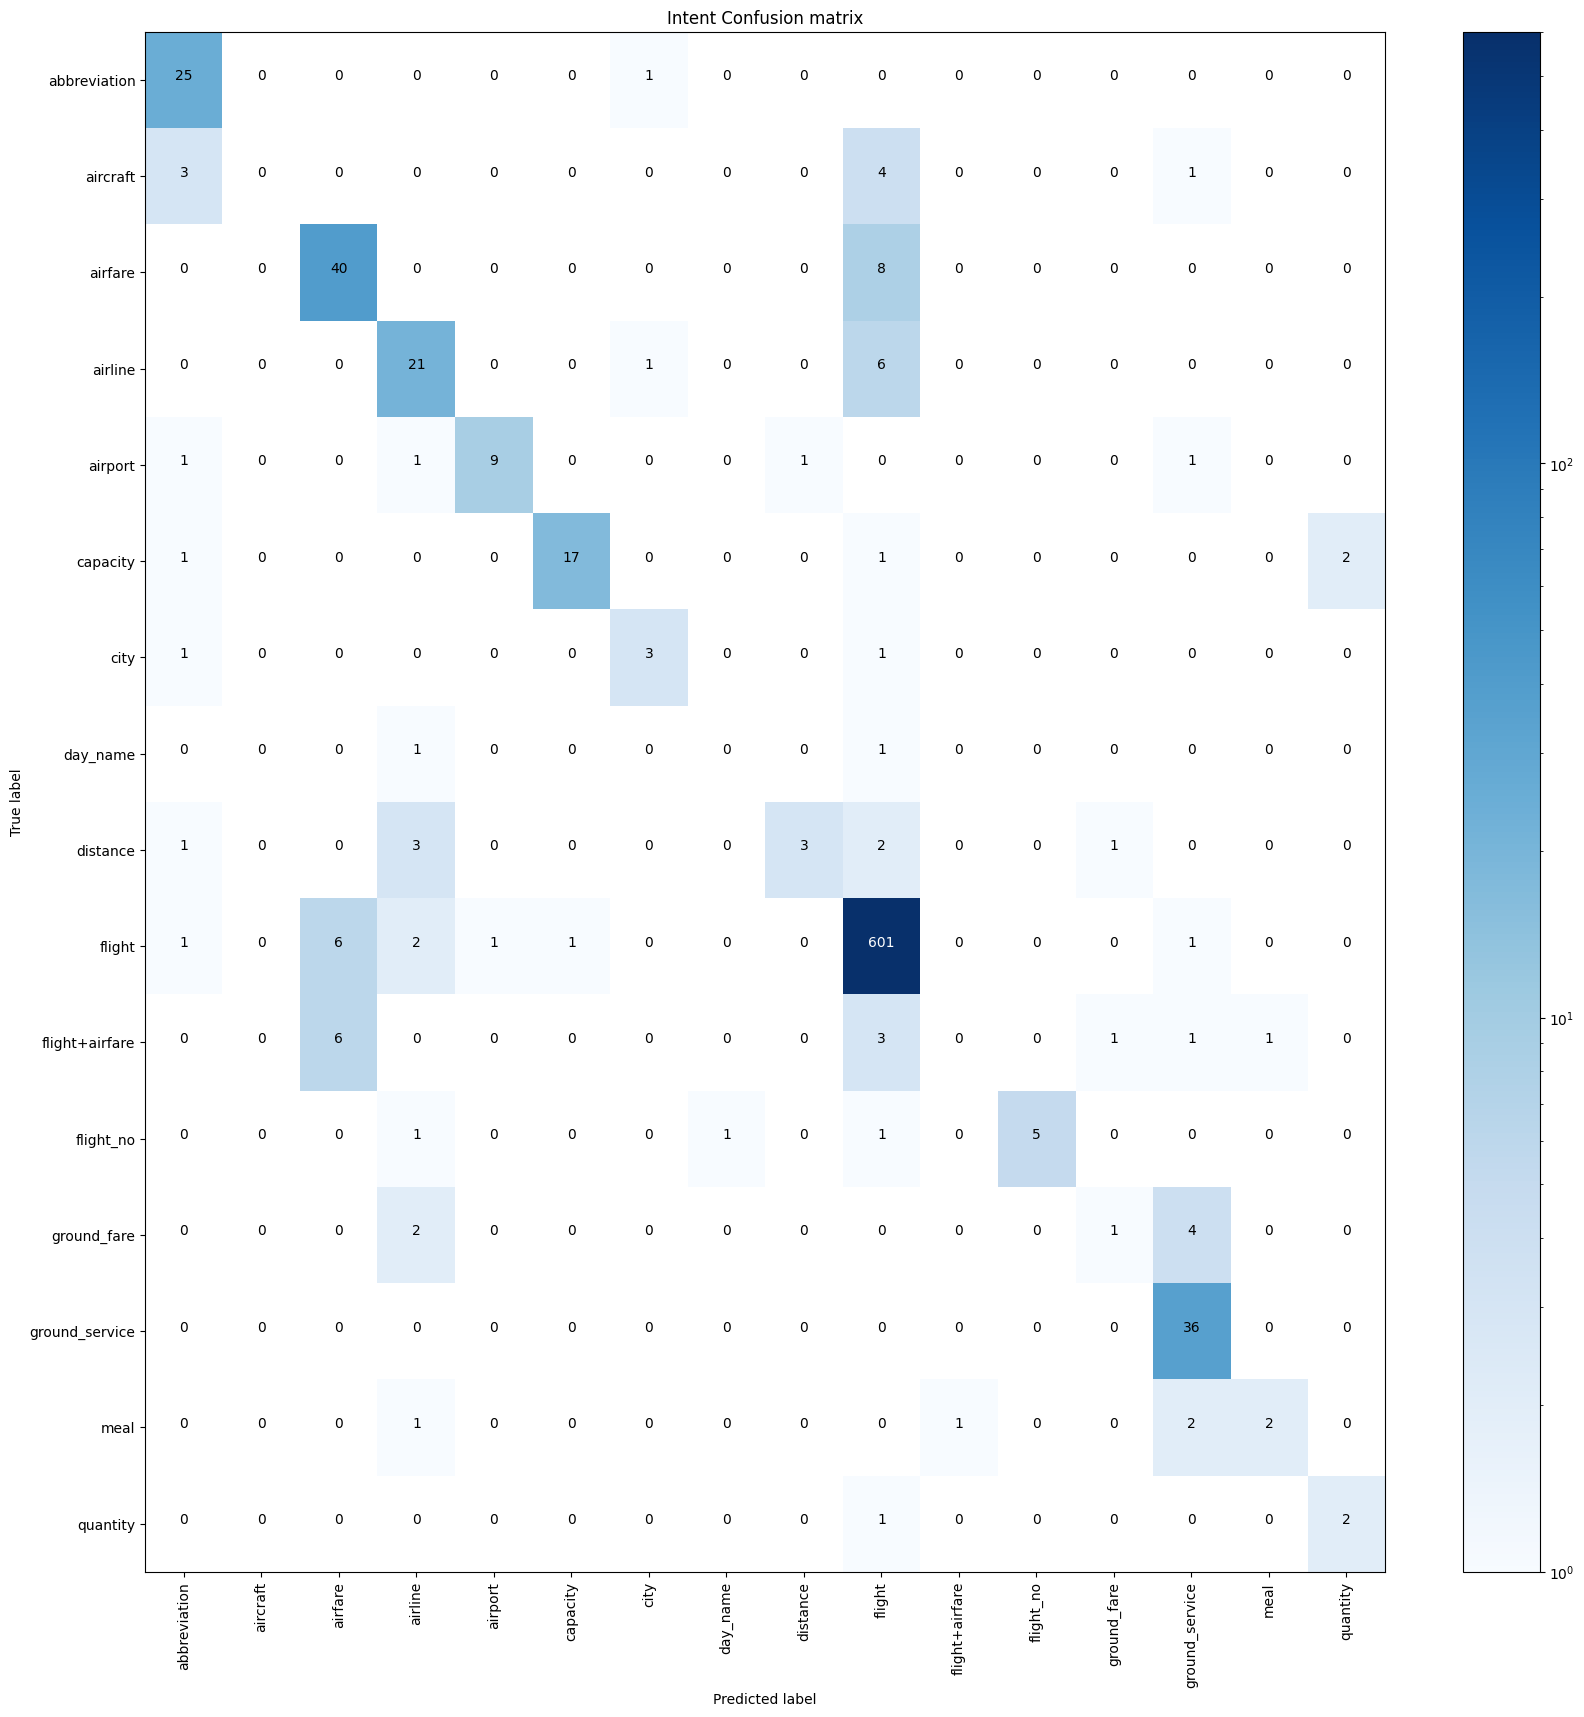 Intent Confusion matrix
True label
abbreviation 25 0 0 0 0 0 1 0 0 0 0 0 0 0 0 0
aircraft 3 0 0 0 0 0 0 0 0 4 0 0 0 1 0 0
airfare 0 0 40 0 0 0 0 0 0 8 0 0 0 0 0 0
airline 0 0 0 21 0 0 1 0 0 6 0 0 0 0 0 0
airport 1 0 0 1 9 0 0 0 1 0 0 0 0 1 0 0
capacity 1 0 0 0 0 17 0 0 0 1 0 0 0 0 0 2
city 1 0 0 0 0 0 3 0 0 1 0 0 0 0 0 0
day_name 0 0 0 1 0 0 0 0 0 1 0 0 0 0 0 0
distance 1 0 0 3 0 0 0 0 3 2 0 0 1 0 0 0
flight 1 0 6 2 1 1 0 0 0 601 0 0 0 1 0 0
flight+airfare 0 0 6 0 0 0 0 0 0 3 0 0 1 1 1 0
flight_no 0 0 0 1 0 0 0 1 0 1 0 5 0 0 0 0
ground_fare 0 0 0 2 0 0 0 0 0 0 0 0 1 4 0 0
ground_service 0 0 0 0 0 0 0 0 0 0 0 0 0 36 0 0
meal 0 0 0 1 0 0 0 0 0 0 1 0 0 2 2 0
quantity 0 0 0 0 0 0 0 0 0 1 0 0 0 0 0 2
abbreviation aircraft airfare airline airport capacity city day_name distance flight flight+airfare flight_no ground_fare ground_service meal quantity
Predicted label
10²
10¹
10⁰